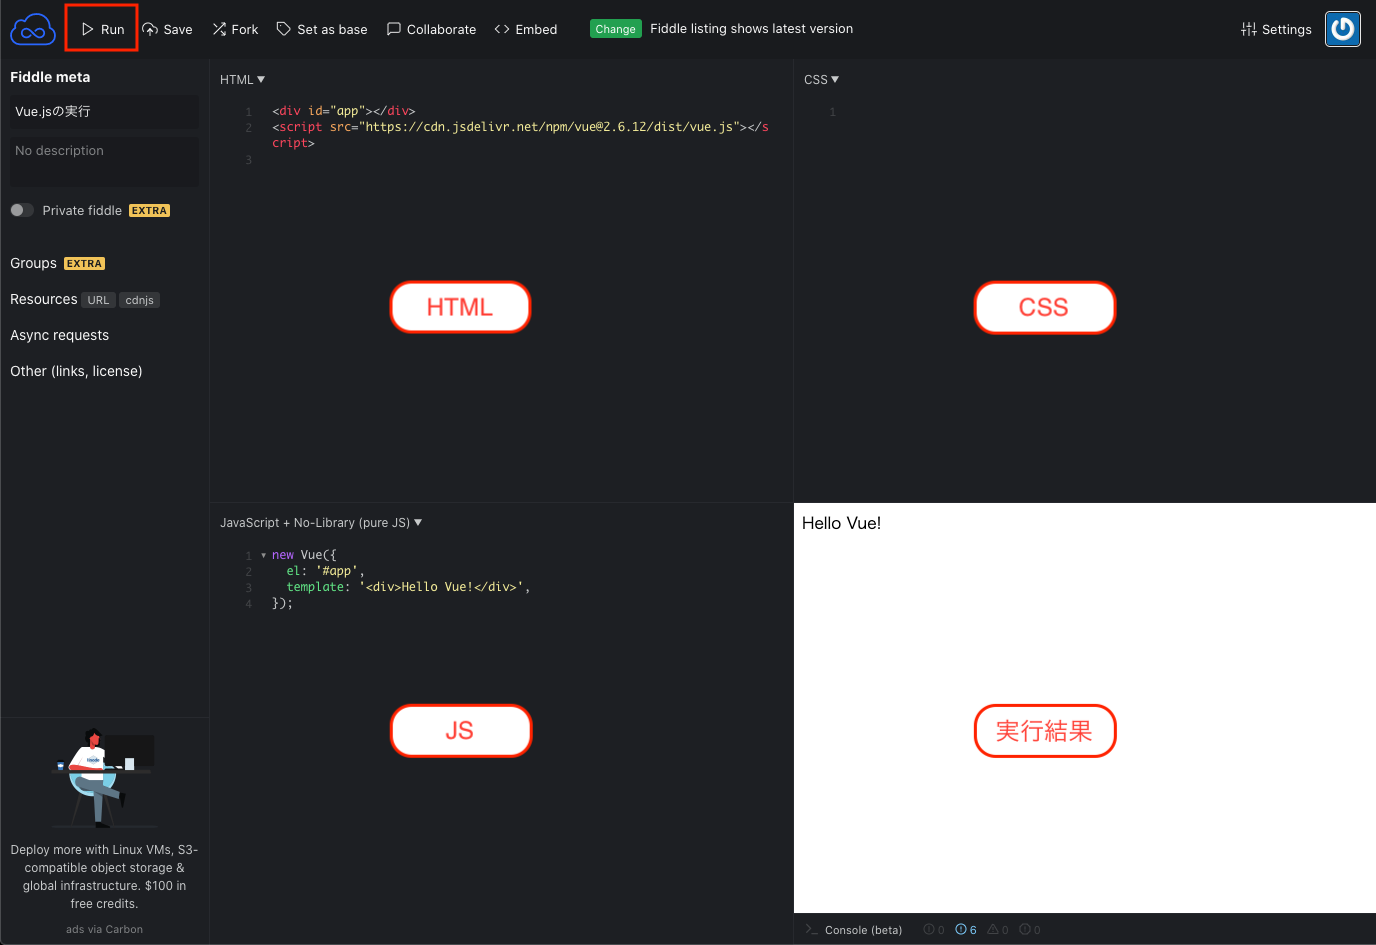 Run Save Fork Set as base Collaborate Embed Change Fiddle listing shows latest version Settings
Fiddle meta
Vue.jsの実行
No description
Private fiddle EXTRA
Groups EXTRA
Resources URL cdnjs
Async requests
Other (links, license)
Deploy more with Linux VMs, S3-
compatible object storage &
global infrastructure. $100 in
free credits.
ads via Carbon
HTML ▼
1 <div id="app"></div>
2 <script src="https://cdn.jsdelivr.net/npm/vue@2.6.12/dist/vue.js"></s
cript>
3
HTML
CSS ▼
1
CSS
JavaScript + No-Library (pure JS) ▼
1 ▼ new Vue({
2 el: '#app',
3 template: '<div>Hello Vue!</div>',
4 });
JS
Hello Vue!
実行結果
>_ Console (beta) 0 6 0 0